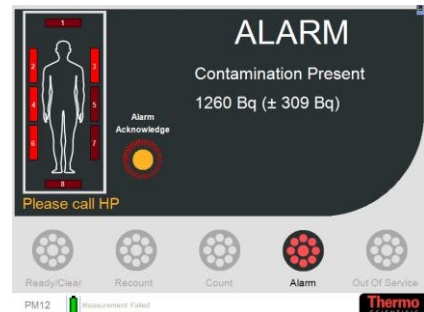 ALARM
Contamination Present
1260 Bq (± 309 Bq)
1
2
3
4
5
6
7
8
Alarm
Acknowledge
Please call HP
Ready/Clear
Recount
Count
Alarm
Out Of Service
PM12
Measurement Failed
Thermo
SCIENTIFIC